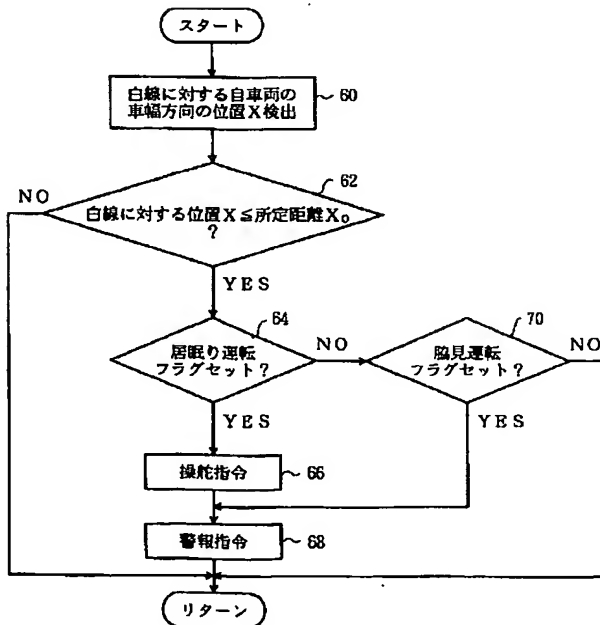 スタート
白線に対する自車両の
車幅方向の位置X検出
60
62
NO
白線に対する位置X≦所定距離X₀
?
YES
64
70
居眠り運転
フラグセット?
NO
脇見運転
フラグセット?
NO
YES
YES
操舵指令
66
警報指令
68
リターン